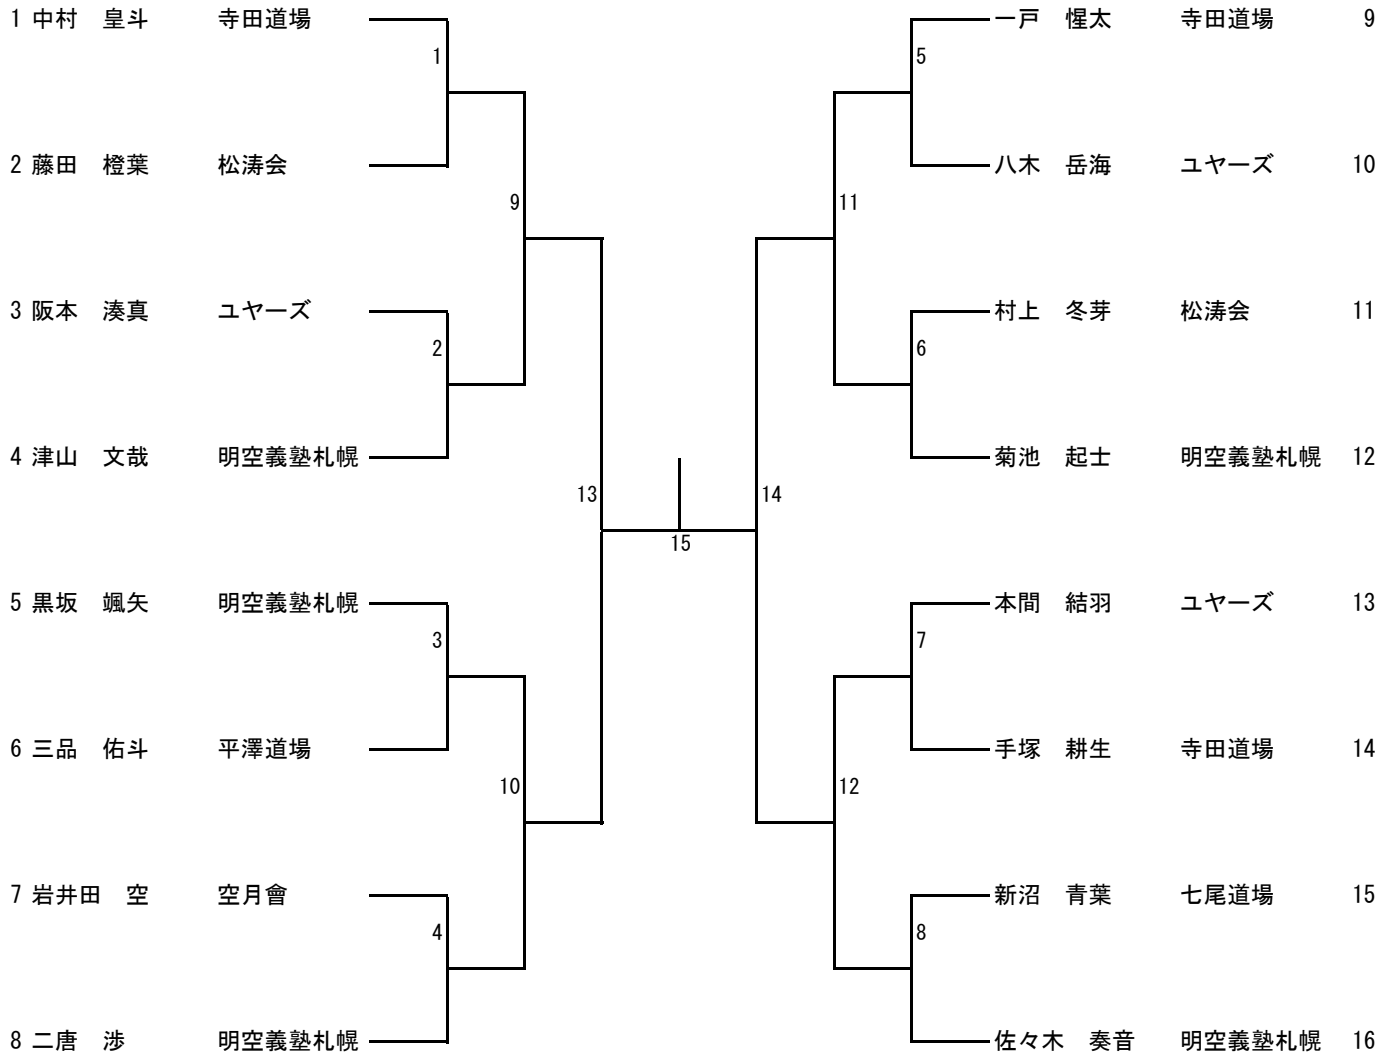 1 中村　皇斗　寺田道場
1
2 藤田　橙葉　松涛会
9
3 阪本　湊真　ユヤーズ
2
4 津山　文哉　明空義塾札幌
13
5 黒坂　颯矢　明空義塾札幌
3
6 三品　佑斗　平澤道場
10
7 岩井田　空　空月會
4
8 二唐　渉　明空義塾札幌
15
一戸　惺太　寺田道場　9
5
八木　岳海　ユヤーズ　10
11
村上　冬芽　松涛会　11
6
菊池　起士　明空義塾札幌　12
14
本間　結羽　ユヤーズ　13
7
手塚　耕生　寺田道場　14
12
新沼　青葉　七尾道場　15
8
佐々木　奏音　明空義塾札幌　16